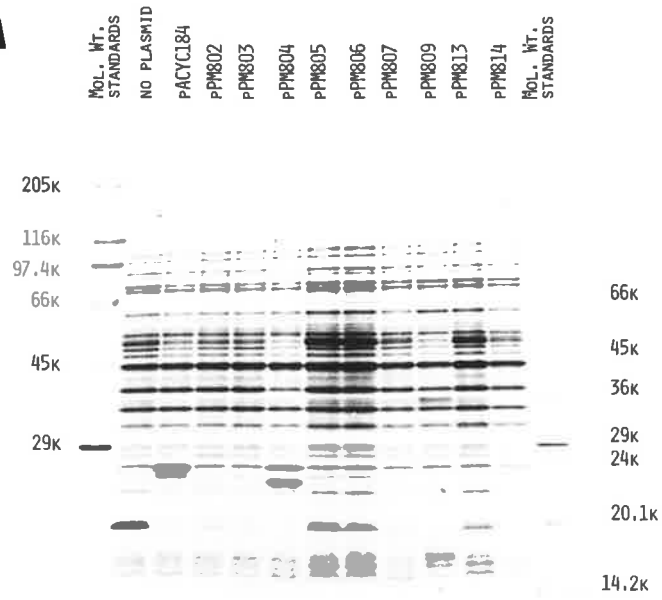 A
MOL. WT.
STANDARDS
NO PLASMID
PACYC184
PPM802
PPM803
PPM804
PPM805
PPM806
PPM807
PPM809
PPM813
PPM814
MOL. WT.
STANDARDS
205K
116K
97.4K
66K
45K
29K
66K
45K
36K
29K
24K
20.1K
14.2K